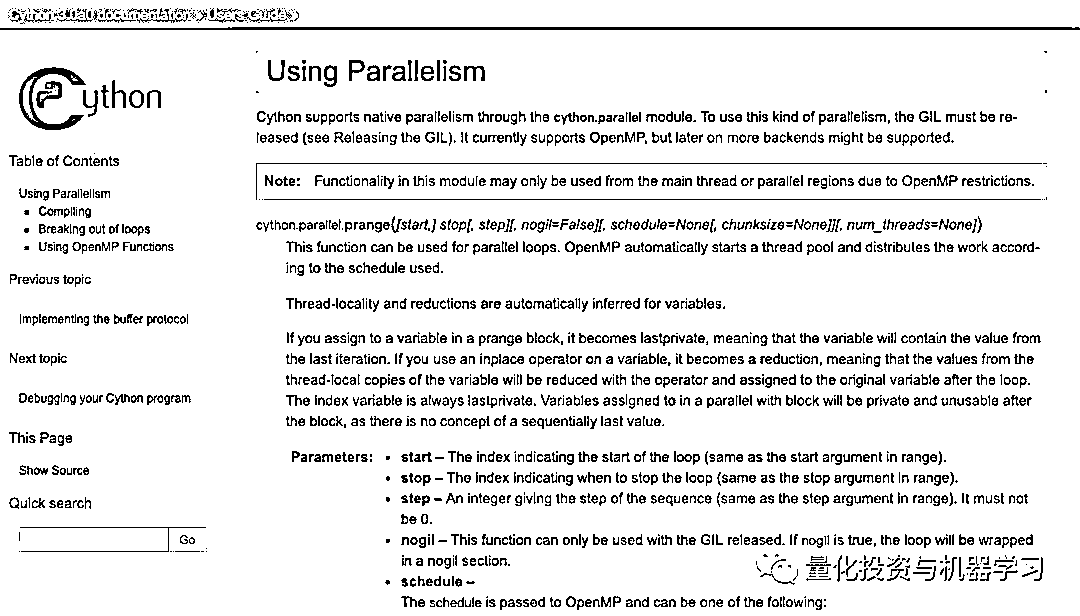 Cython 3.0a0 documentation » Users Guide »
Cython
Table of Contents
Using Parallelism
Compiling
Breaking out of loops
Using OpenMP Functions
Previous topic
Implementing the buffer protocol
Next topic
Debugging your Cython program
This Page
Show Source
Quick search
Go
Using Parallelism
Cython supports native parallelism through the cython.parallel module. To use this kind of parallelism, the GIL must be re-
leased (see Releasing the GIL). It currently supports OpenMP, but later on more backends might be supported.
Note: Functionality in this module may only be used from the main thread or parallel regions due to OpenMP restrictions.
cython.parallel.prange([start,] stop[, step][, nogil=False][, schedule=None[, chunksize=None]][, num_threads=None])
This function can be used for parallel loops. OpenMP automatically starts a thread pool and distributes the work accord-
ing to the schedule used.
Thread-locality and reductions are automatically inferred for variables.
If you assign to a variable in a prange block, it becomes lastprivate, meaning that the variable will contain the value from
the last iteration. If you use an inplace operator on a variable, it becomes a reduction, meaning that the values from the
thread-local copies of the variable will be reduced with the operator and assigned to the original variable after the loop.
The index variable is always lastprivate. Variables assigned to in a parallel with block will be private and unusable after
the block, as there is no concept of a sequentially last value.
Parameters: • start – The index indicating the start of the loop (same as the start argument in range).
• stop – The index indicating when to stop the loop (same as the stop argument in range).
• step – An integer giving the step of the sequence (same as the step argument in range). It must not
be 0.
• nogil – This function can only be used with the GIL released. If nogil is true, the loop will be wrapped
in a nogil section.
• schedule –
The schedule is passed to OpenMP and can be one of the following:
量化投资与机器学习